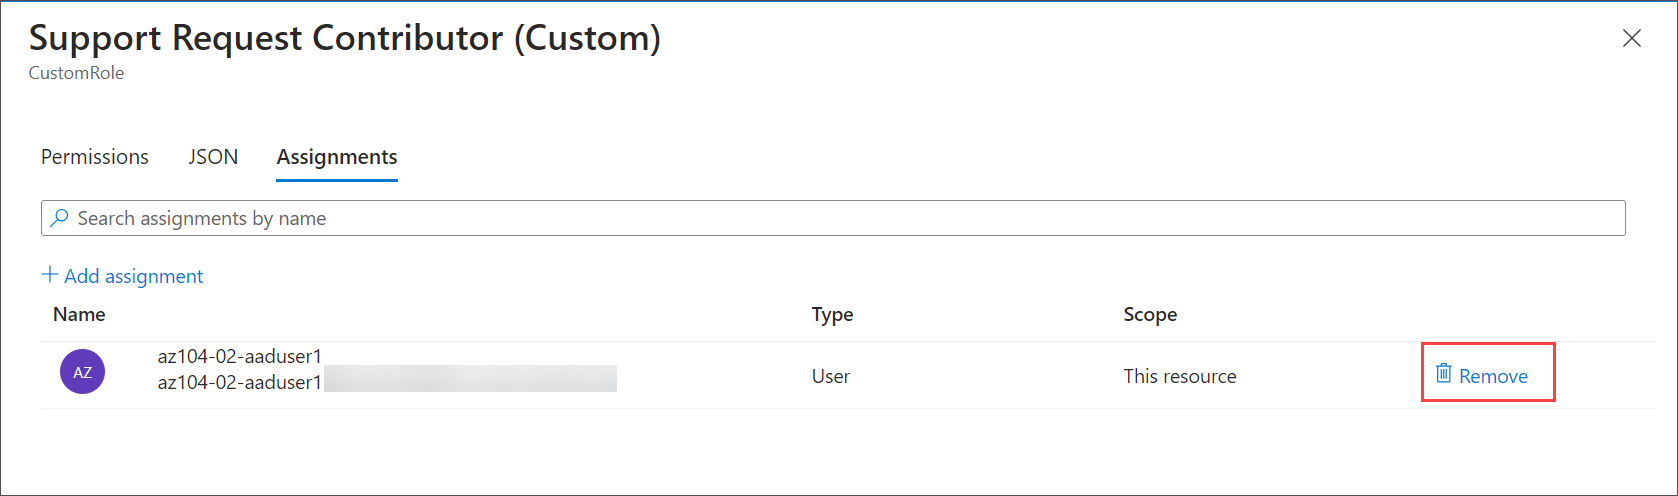 Support Request Contributor (Custom)
CustomRole
Permissions JSON Assignments
Search assignments by name
+ Add assignment
Name Type Scope
AZ
az104-02-aaduser1
az104-02-aaduser1
User This resource Remove